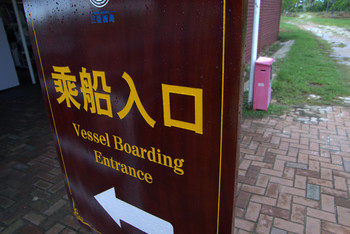 乘船入口
Vessel Boarding
Entrance